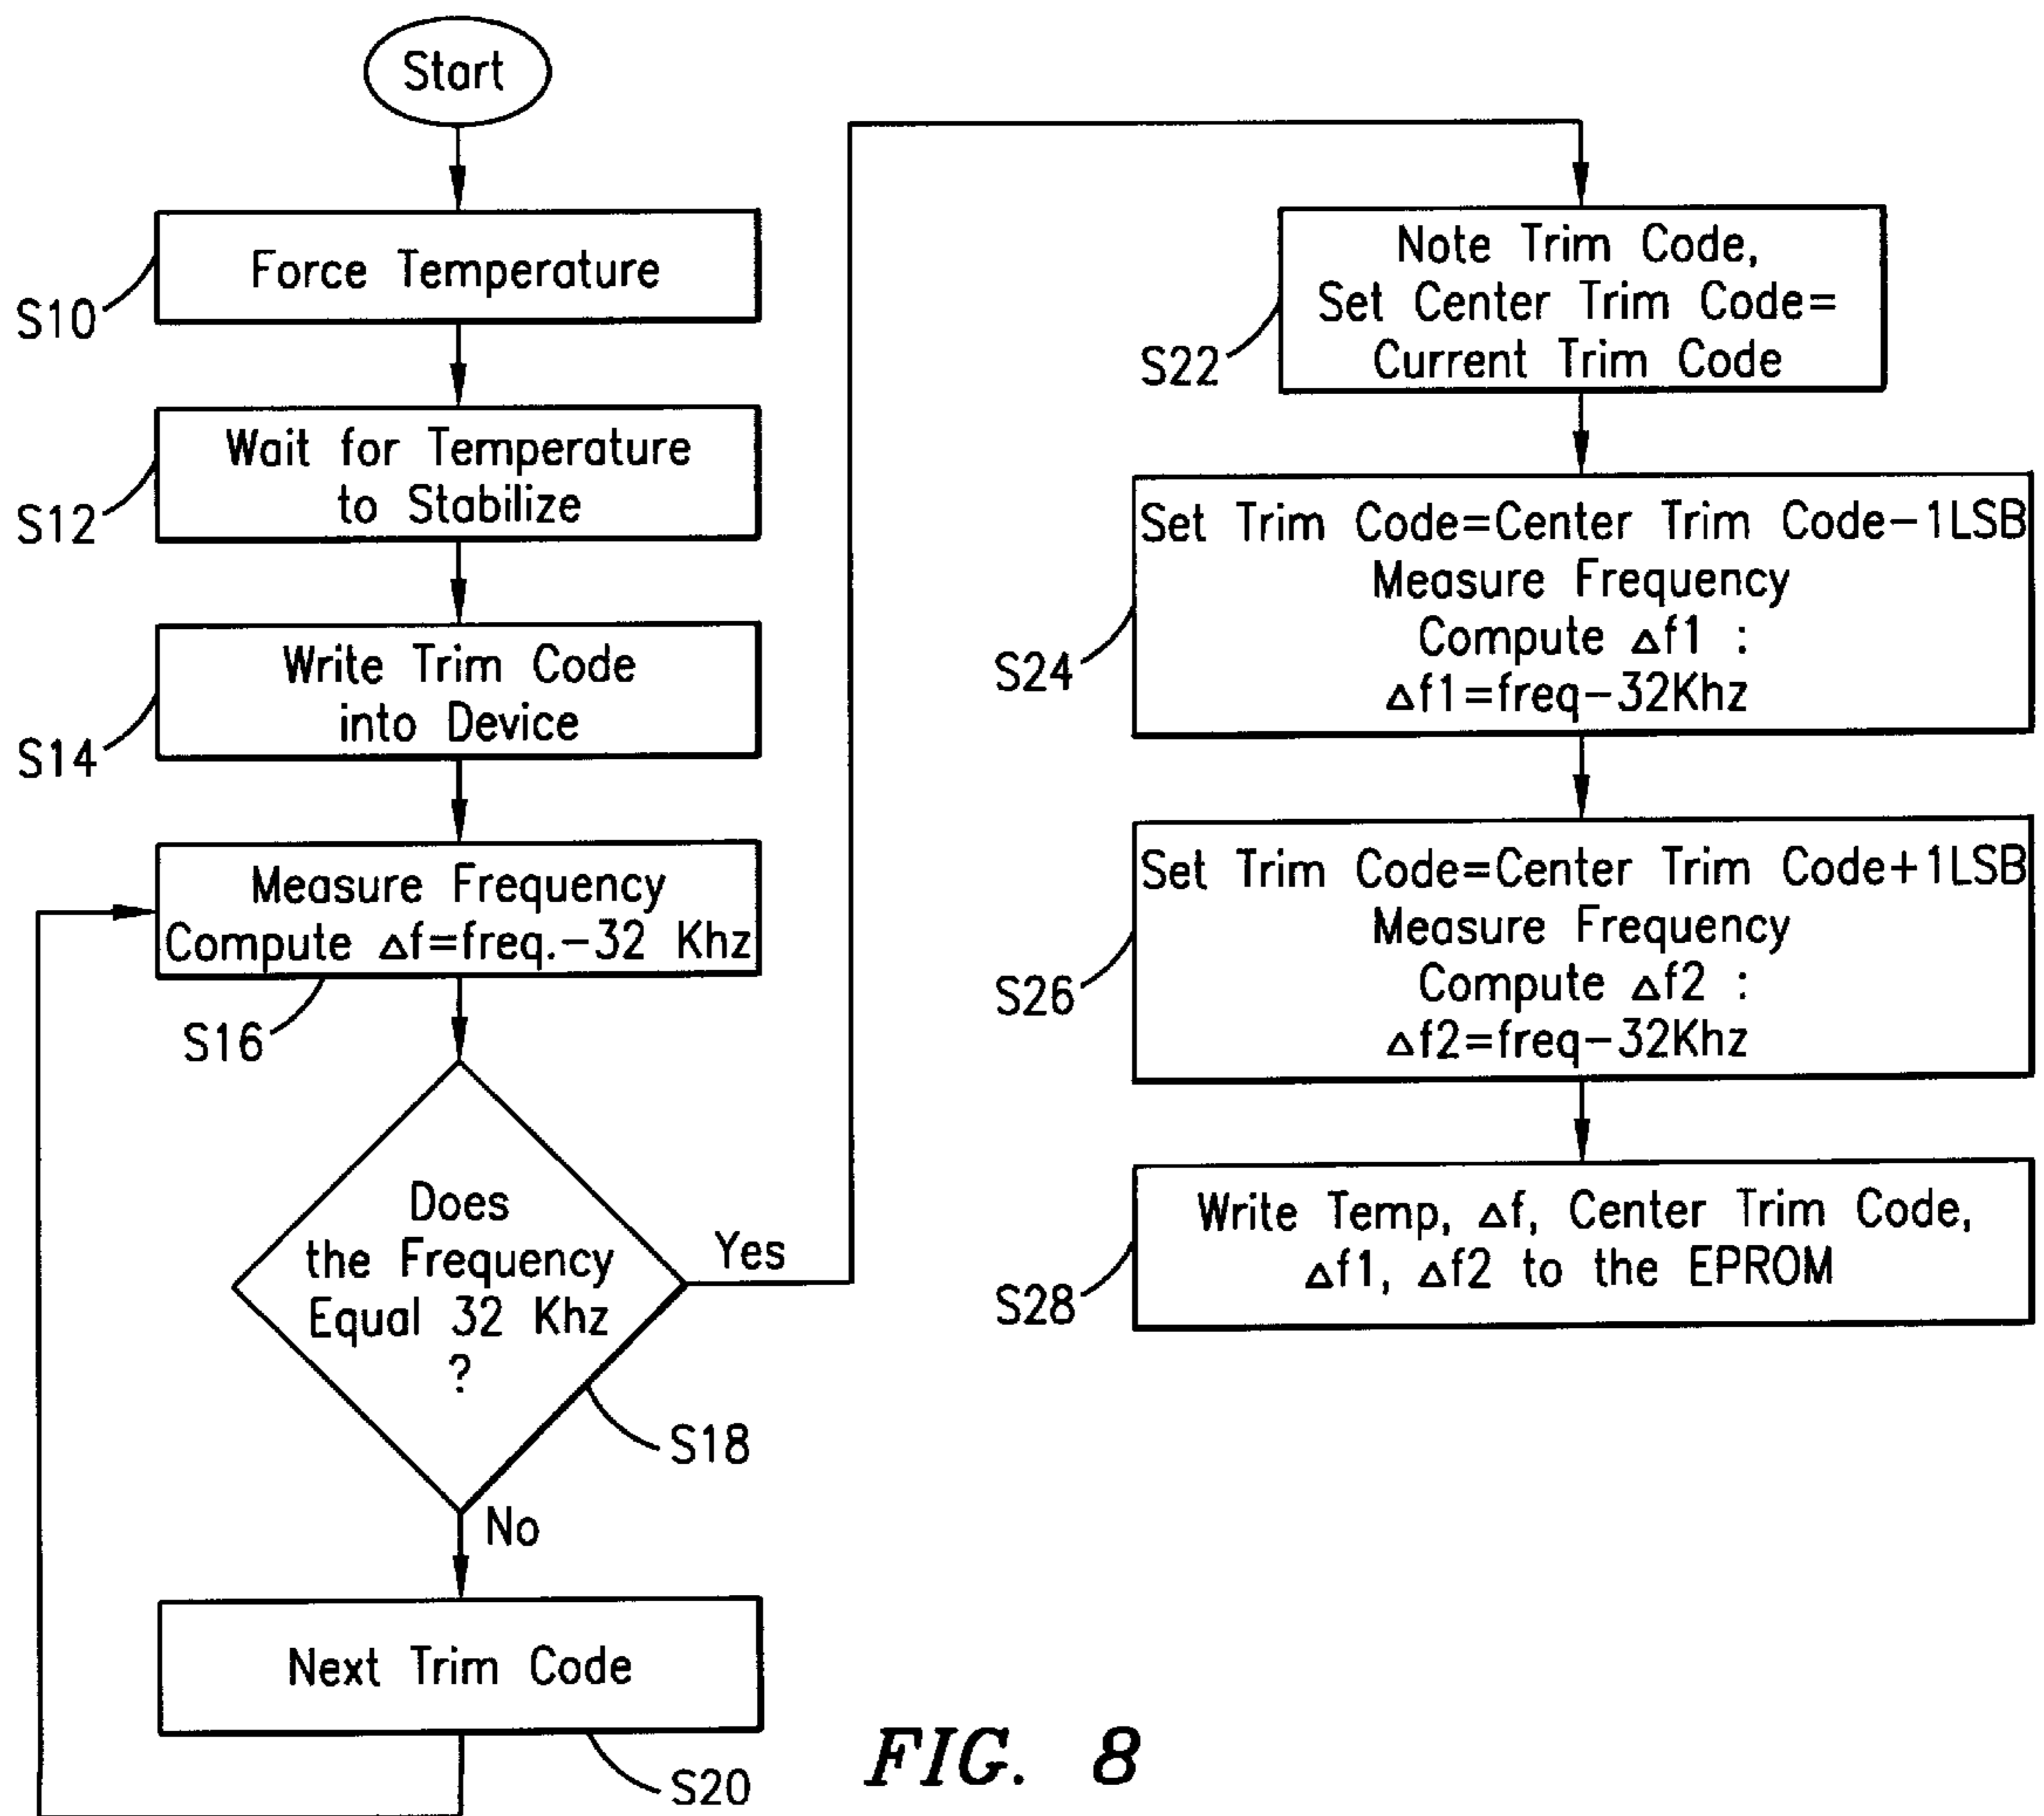 Start
Force Temperature
S10
Wait for Temperature
to Stabilize
S12
Write Trim Code
into Device
S14
Measure Frequency
Compute Δf=freq.-32 Khz
S16
Does
the Frequency
Equal 32 Khz
?
Yes
S18
No
Next Trim Code
S20
Note Trim Code,
Set Center Trim Code=
Current Trim Code
S22
Set Trim Code=Center Trim Code-1LSB
Measure Frequency
Compute Δf1 :
Δf1=freq-32Khz
S24
Set Trim Code=Center Trim Code+1LSB
Measure Frequency
Compute Δf2 :
Δf2=freq-32Khz
S26
Write Temp, Δf, Center Trim Code,
Δf1, Δf2 to the EPROM
S28
FIG. 8